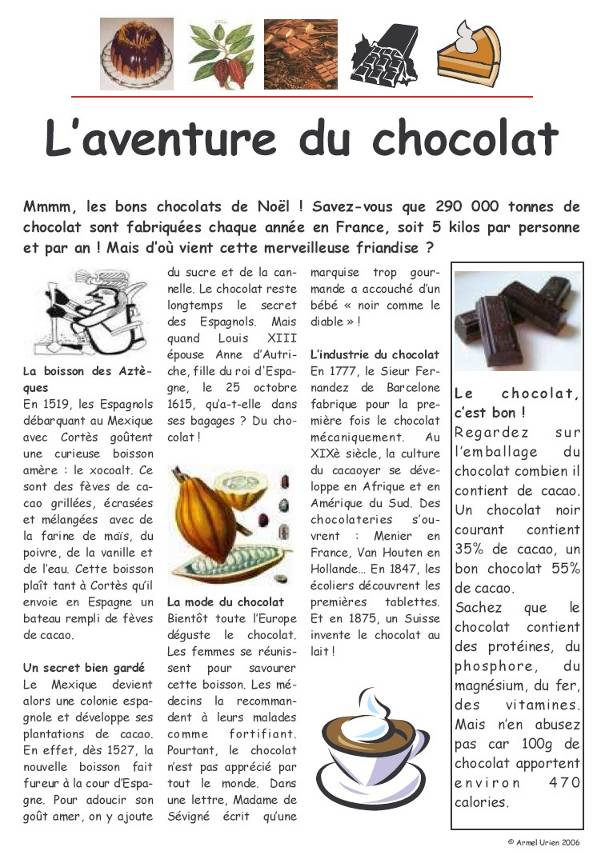 L'aventure du chocolat
Mmmm, les bons chocolats de Noël ! Savez-vous que 290 000 tonnes de
chocolat sont fabriquées chaque année en France, soit 5 kilos par personne
et par an ! Mais d'où vient cette merveilleuse friandise ?
La boisson des Aztè-
ques
En 1519, les Espagnols
débarquant au Mexique
avec Cortès goûtent
une curieuse boisson
amère : le xocoalt. Ce
sont des fèves de ca-
cao grillées, écrasées
et mélangées avec de
la farine de maïs, du
poivre, de la vanille et
de l'eau. Cette boisson
plaît tant à Cortès qu'il
envoie en Espagne un
bateau rempli de fèves
de cacao.
Un secret bien gardé
Le Mexique devient
alors une colonie espa-
gnole et développe ses
plantations de cacao.
En effet, dès 1527, la
nouvelle boisson fait
fureur à la cour d'Espa-
gne. Pour adoucir son
goût amer, on y ajoute
du sucre et de la can-
nelle. Le chocolat reste
longtemps le secret
des Espagnols. Mais
quand Louis XIII
épouse Anne d'Autri-
che, fille du roi d'Espa-
gne, le 25 octobre
1615, qu'a-t-elle dans
ses bagages ? Du cho-
colat !
La mode du chocolat
Bientôt toute l'Europe
déguste le chocolat.
Les femmes se réunis-
sent pour savourer
cette boisson. Les mé-
decins la recomman-
dent à leurs malades
comme fortifiant.
Pourtant, le chocolat
n'est pas apprécié par
tout le monde. Dans
une lettre, Madame de
Sévigné écrit qu'une
marquise trop gour-
mande a accouché d'un
bébé « noir comme le
diable » !
L'industrie du chocolat
En 1777, le Sieur Fer-
nandez de Barcelone
fabrique pour la pre-
mière fois le chocolat
mécaniquement. Au
XIXè siècle, la culture
du cacaoyer se déve-
loppe en Afrique et en
Amérique du Sud. Des
chocolateries s'ou-
vrent : Menier en
France, Van Houten en
Hollande... En 1847, les
écoliers découvrent les
premières tablettes.
Et en 1875, un Suisse
invente le chocolat au
lait !
Le chocolat,
c'est bon !
Regardez sur
l'emballage du
chocolat combien il
contient de cacao.
Un chocolat noir
courant contient
35% de cacao, un
bon chocolat 55%
de cacao.
Sachez que le
chocolat contient
des protéines, du
phosphore, du
magnésium, du fer,
des vitamines.
Mais n'en abusez
pas car 100g de
chocolat apportent
environ 470
calories.
© Armel Urien 2006